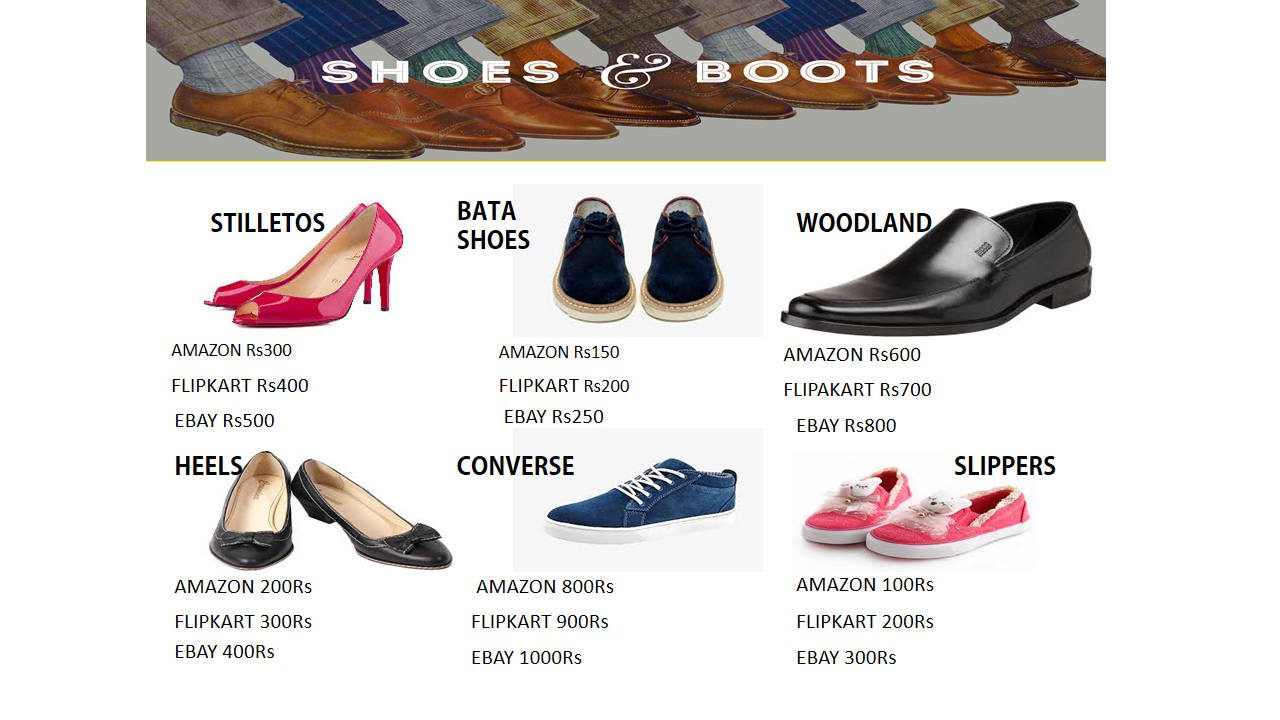 SHOES & BOOTS
STILLETOS
AMAZON Rs300
FLIPKART Rs400
EBAY Rs500
BATA
SHOES
AMAZON Rs150
FLIPKART Rs200
EBAY Rs250
WOODLAND
AMAZON Rs600
FLIPAKART Rs700
EBAY Rs800
HEELS
AMAZON 200Rs
FLIPKART 300Rs
EBAY 400Rs
CONVERSE
AMAZON 800Rs
FLIPKART 900Rs
EBAY 1000Rs
SLIPPERS
AMAZON 100Rs
FLIPKART 200Rs
EBAY 300Rs